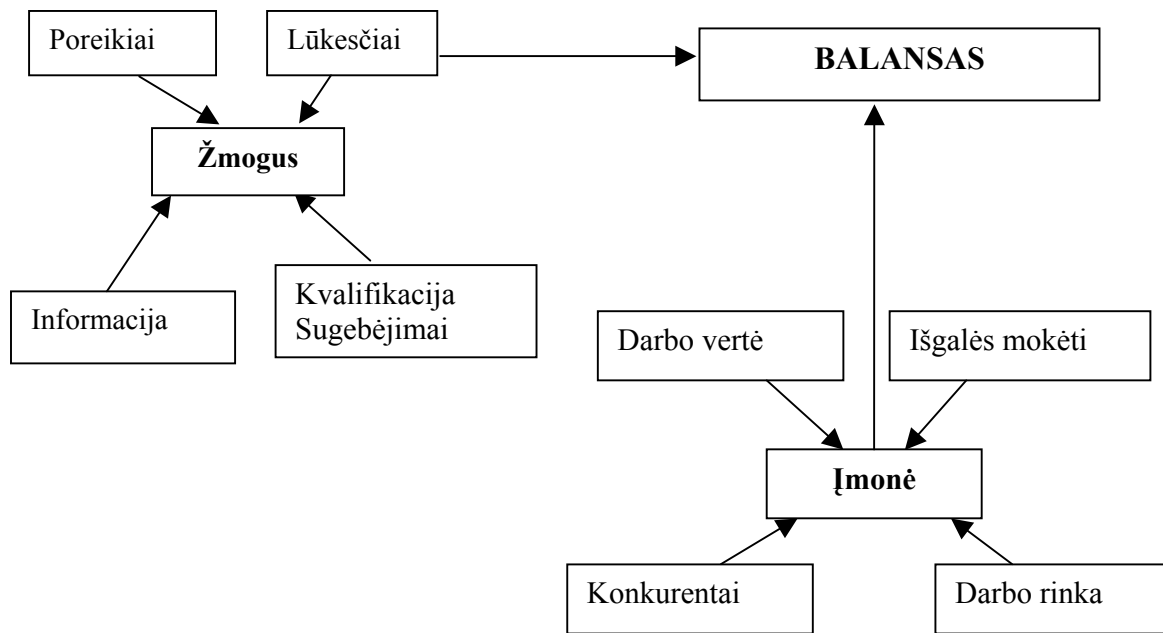 Poreikiai
Lūkesčiai
BALANSAS
Žmogus
Informacija
Kvalifikacija
Sugebėjimai
Darbo vertė
Išgalės mokėti
Įmonė
Konkurentai
Darbo rinka